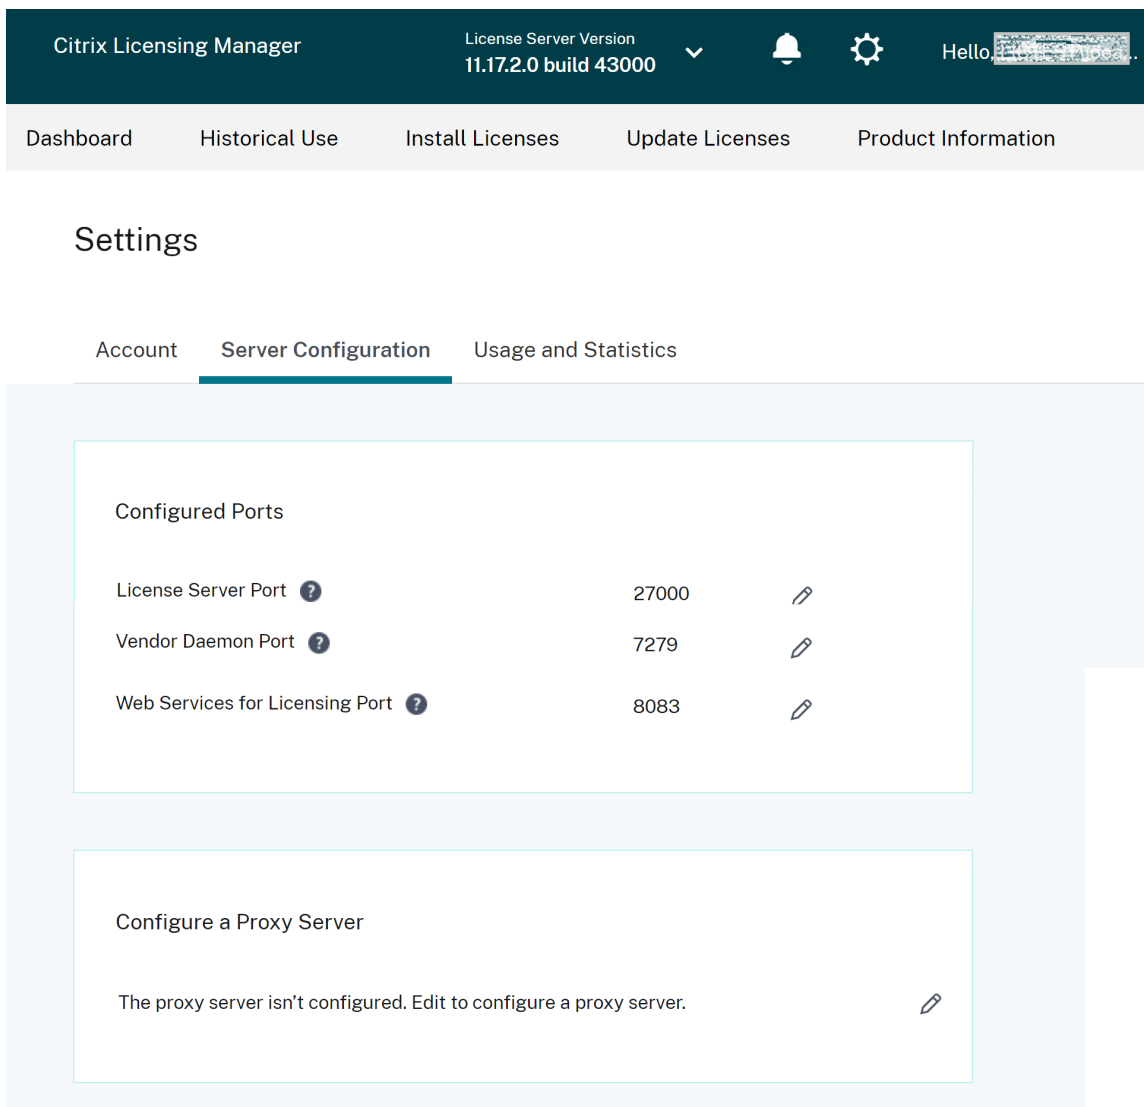 Citrix Licensing Manager
License Server Version
11.17.2.0 build 43000
Hello,
Dashboard Historical Use Install Licenses Update Licenses Product Information
Settings
Account Server Configuration Usage and Statistics
Configured Ports
License Server Port ? 27000
Vendor Daemon Port ? 7279
Web Services for Licensing Port ? 8083
Configure a Proxy Server
The proxy server isn't configured. Edit to configure a proxy server.